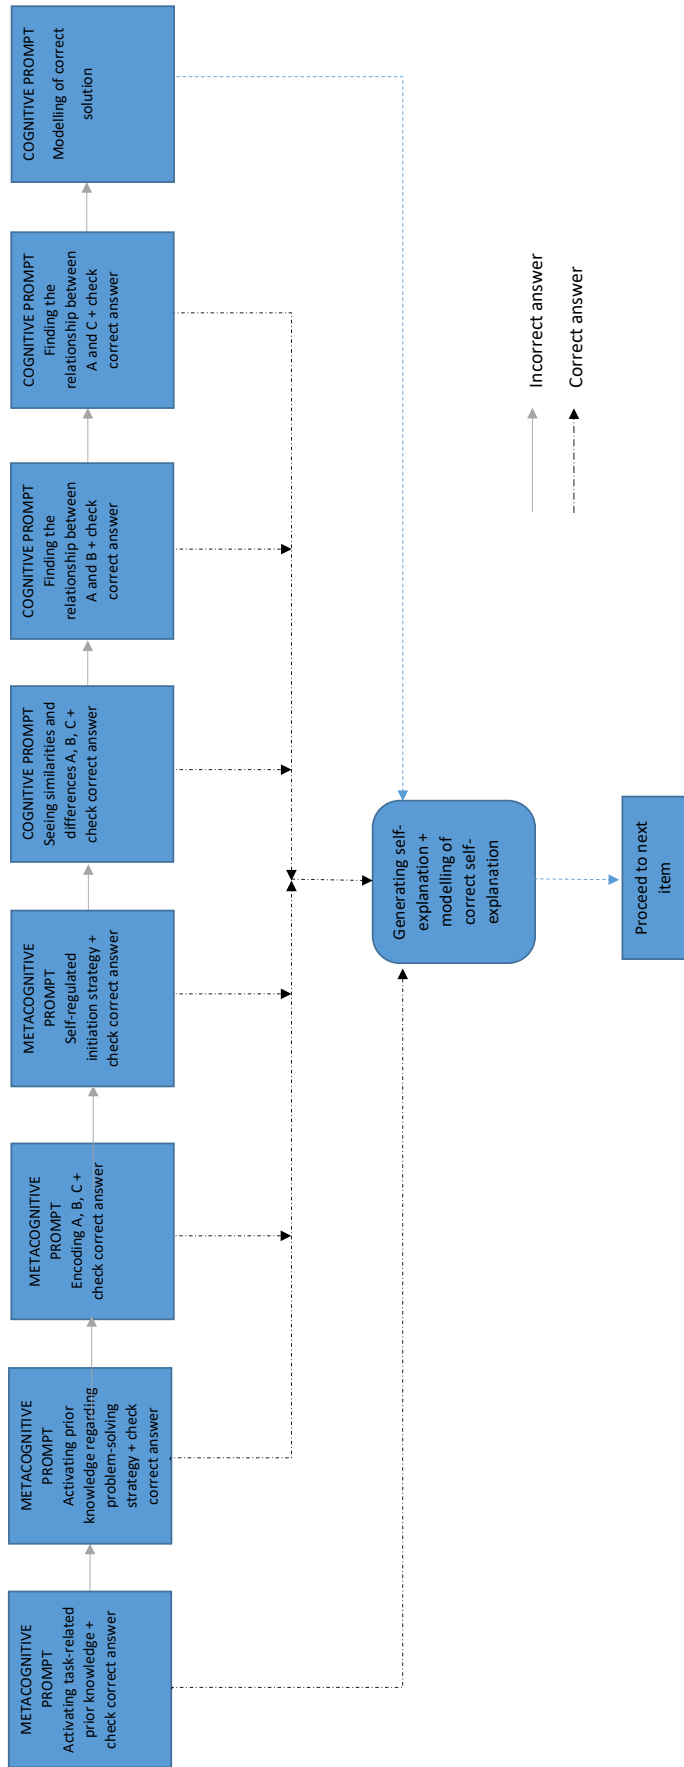 METACOGNITIVE
PROMPT
Activating task-related
prior knowledge +
check correct answer
METACOGNITIVE
PROMPT
Activating prior
knowledge regarding
problem-solving
strategy + check
correct answer
METACOGNITIVE
PROMPT
Encoding A, B, C +
check correct answer
METACOGNITIVE
PROMPT
Self-regulated
initiation strategy +
check correct answer
COGNITIVE PROMPT
Seeing similarities and
differences A, B, C +
check correct answer
COGNITIVE PROMPT
Finding the
relationship between
A and B + check
correct answer
COGNITIVE PROMPT
Finding the
relationship between
A and C + check
correct answer
COGNITIVE PROMPT
Modelling of correct
solution
Generating self-
explanation +
modelling of
correct self-
explanation
Incorrect answer
Correct answer
Proceed to next
item